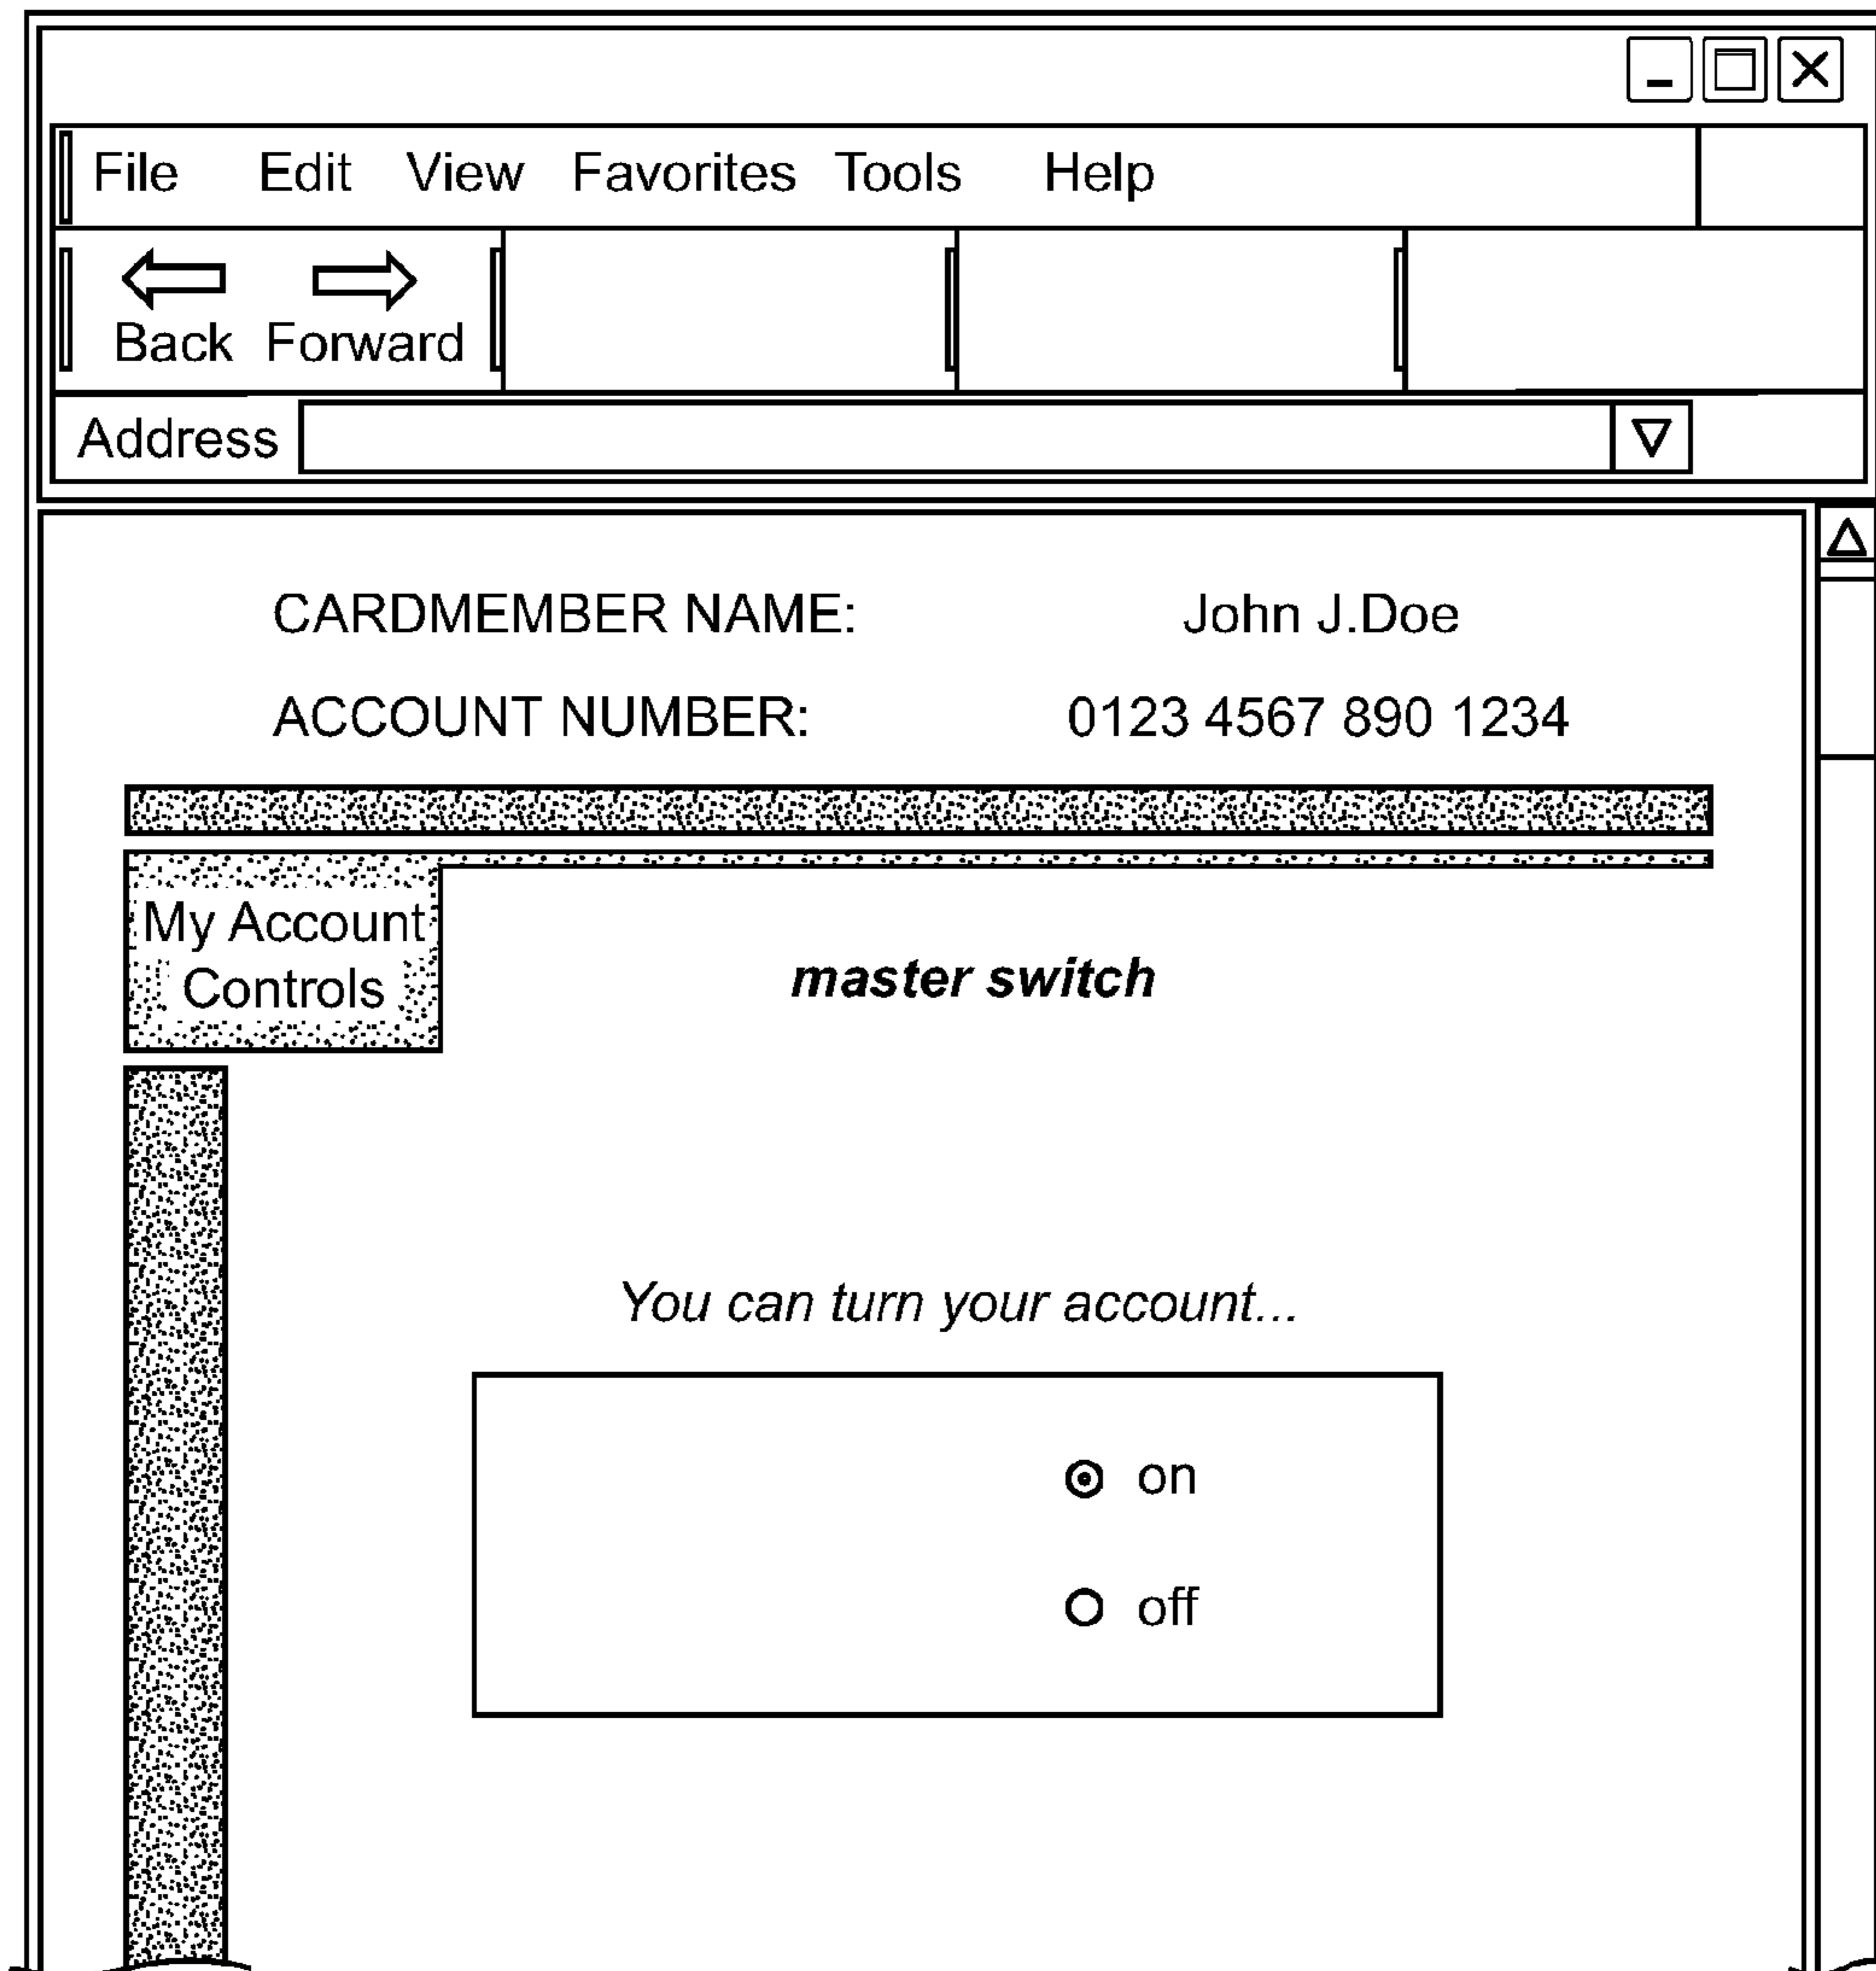 File Edit View Favorites Tools Help
Back Forward
Address
CARDMEMBER NAME: John J.Doe
ACCOUNT NUMBER: 0123 4567 890 1234
My Account
Controls
master switch
You can turn your account...
on
off